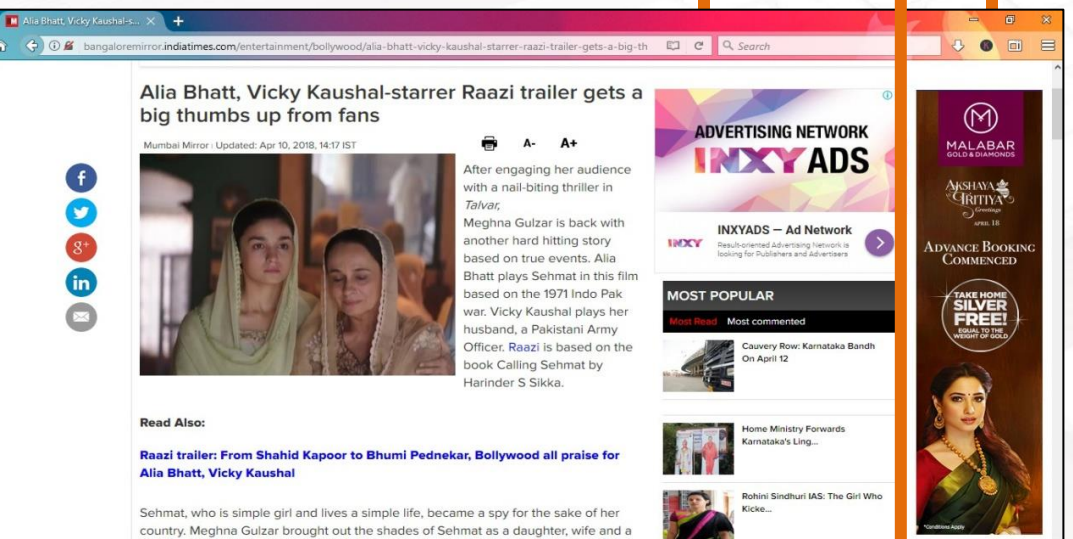 Alia Bhatt, Vicky Kaushal-s...
bangaloremirror.indiatimes.com/entertainment/bollywood/alia-bhatt-vicky-kaushal-starrer-raazi-trailer-gets-a-big-th
Search
Alia Bhatt, Vicky Kaushal-starrer Raazi trailer gets a
big thumbs up from fans
Mumbai Mirror | Updated: Apr 10, 2018, 14:17 IST
A- A+
f
g+
in
After engaging her audience
with a nail-biting thriller in
Talvar,
Meghna Gulzar is back with
another hard hitting story
based on true events. Alia
Bhatt plays Sehmat in this film
based on the 1971 Indo Pak
war. Vicky Kaushal plays her
husband, a Pakistani Army
Officer. Raazi is based on the
book Calling Sehmat by
Harinder S Sikka.
Read Also:
Raazi trailer: From Shahid Kapoor to Bhumi Pednekar, Bollywood all praise for
Alia Bhatt, Vicky Kaushal
Sehmat, who is simple girl and lives a simple life, became a spy for the sake of her
country. Meghna Gulzar brought out the shades of Sehmat as a daughter, wife and a
ADVERTISING NETWORK
INXY ADS
INXY
INXYADS — Ad Network
Result-oriented Advertising Network is
looking for Publishers and Advertisers
MOST POPULAR
Most Read Most commented
Cauvery Row: Karnataka Bandh
On April 12
Home Ministry Forwards
Karnataka's Ling...
Rohini Sindhuri IAS: The Girl Who
Kicke...
M
MALABAR
GOLD & DIAMONDS
AKSHAYA
TRITIYA
Greetings
APRIL 18
ADVANCE BOOKING
COMMENCED
TAKE HOME
SILVER
FREE!
EQUAL TO THE
WEIGHT OF GOLD
*Conditions Apply